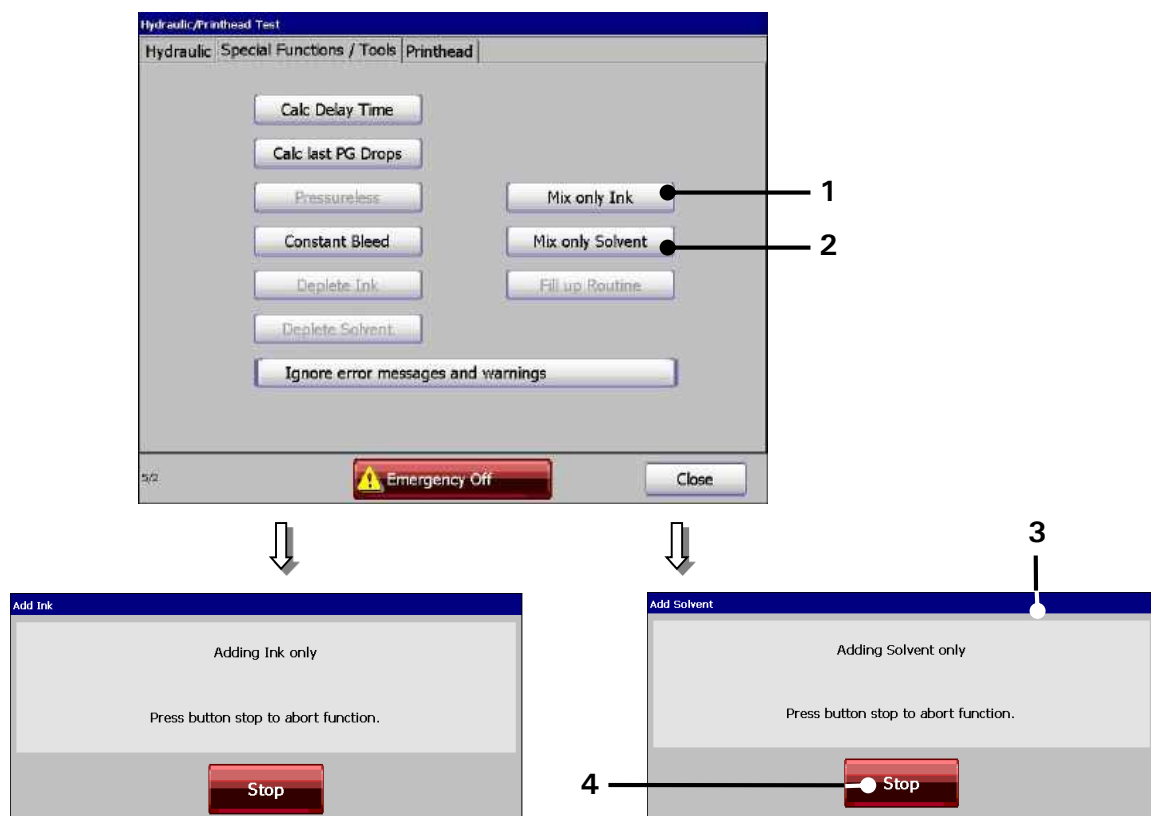 Hydraulic/Printhead Test
Hydraulic Special Functions / Tools Printhead
Calc Delay Time
Calc last PG Drops
Pressureless
Mix only Ink
1
Constant Bleed
Mix only Solvent
2
Deplete Ink
Fill up Routine
Deplete Solvent
Ignore error messages and warnings
5/2
Emergency Off
Close
3
Add Ink
Adding Ink only
Press button stop to abort function.
Stop
Add Solvent
Adding Solvent only
Press button stop to abort function.
4
Stop